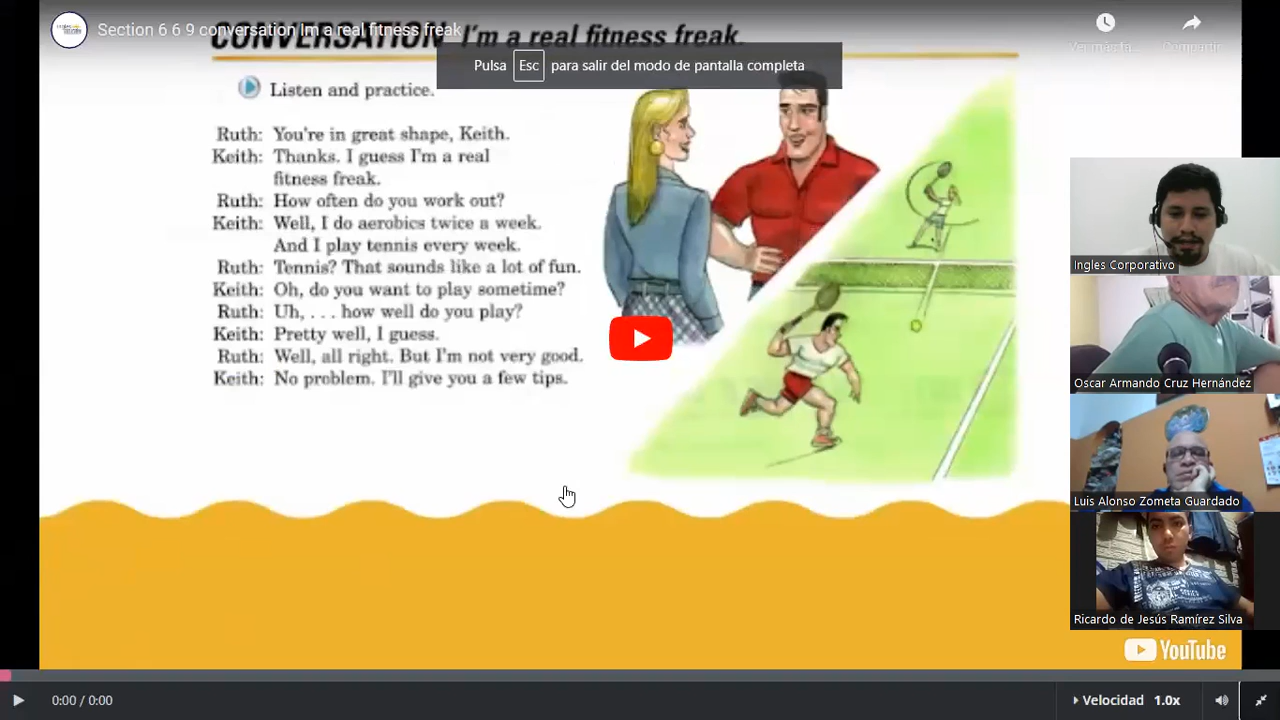 CONVERSATION I'm a real fitness freak.
Section 6 6 9 conversation Im a real fitness freak
Ver más ta...
Compartir
Pulsa Esc para salir del modo de pantalla completa
Listen and practice.
Ruth: You're in great shape, Keith.
Keith: Thanks. I guess I'm a real
fitness freak.
Ruth: How often do you work out?
Keith: Well, I do aerobics twice a week.
And I play tennis every week.
Ruth: Tennis? That sounds like a lot of fun.
Keith: Oh, do you want to play sometime?
Ruth: Uh, . . . how well do you play?
Keith: Pretty well, I guess.
Ruth: Well, all right. But I'm not very good.
Keith: No problem. I'll give you a few tips.
Ingles Corporativo
Oscar Armando Cruz Hernández
Luis Alonso Zometa Guardado
Ricardo de Jesús Ramírez Silva
YouTube
0:00 / 0:00
Velocidad 1.0x